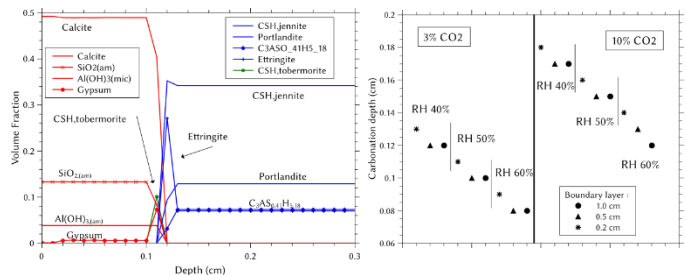 0.5
0.4
0.3
0.2
0.1
0
Volume Fraction
0
0.1
0.2
0.3
Depth (cm)
Calcite
Calcite
SiO2(am)
Al(OH)3(mic)
Gypsum
CSH,jennite
Portlandite
C3ASO_41H5_18
Ettringite
CSH,tobermorite
CSH,jennite
CSH,tobermorite
Ettringite
SiO2,(am)
Portlandite
C3AS0.41H5.18
Al(OH)3,(am)
Gypsum
0.2
0.18
0.16
0.14
0.12
0.1
0.08
0.06
Carbonation depth (cm)
3% CO2
10% CO2
RH 40%
RH 50%
RH 60%
RH 40%
RH 50%
RH 60%
Boundary layer :
1.0 cm
0.5 cm
0.2 cm